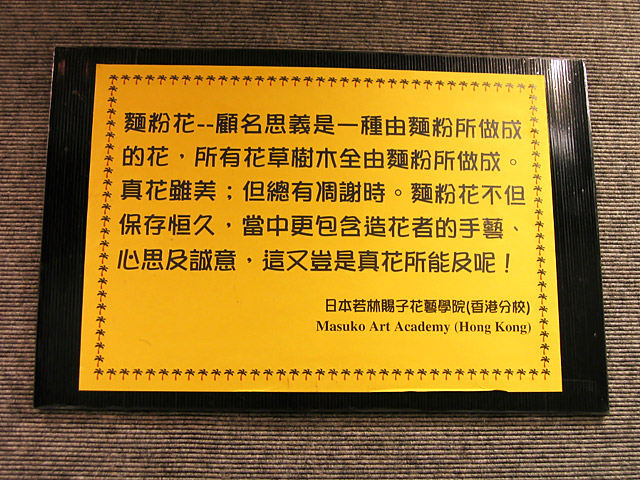 麵粉花--顧名思義是一種由麵粉所做成
的花，所有花草樹木全由麵粉所做成。
真花雖美；但總有凋謝時。麵粉花不但
保存恒久，當中更包含造花者的手藝、
心思及誠意，這又豈是真花所能及呢！
日本若林賜子花藝學院(香港分校)
Masuko Art Academy (Hong Kong)